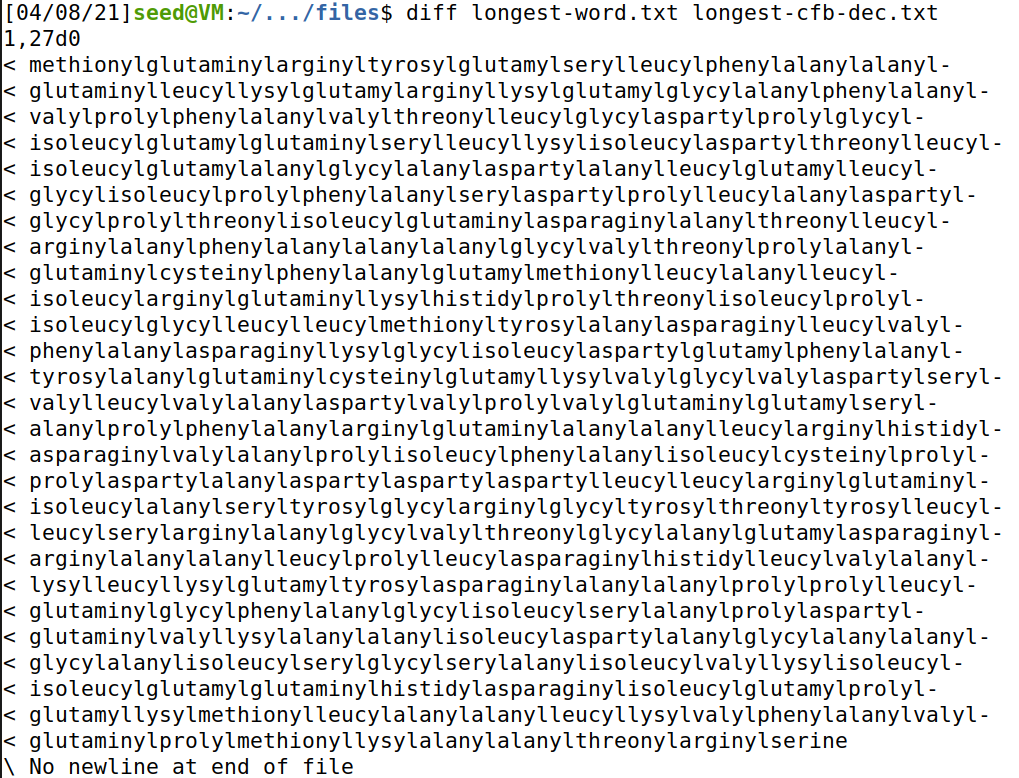 [04/08/21]seed@VM:~/.../files$ diff longest-word.txt longest-cfb-dec.txt
1,27d0
< methionylglutaminylarginyltyrosylglutamylserylleucylphenylalanylalanyl-
< glutaminylleucyllysylglutamylarginyllysylglutamylglycylalanylphenylalanyl-
< valylprolylphenylalanylvalylthreonylleucylglycylaspartylprolylglycyl-
< isoleucylglutamylglutaminylserylleucyllysylisoleucylaspartylthreonylleucyl-
< isoleucylglutamylalanylglycylalanylaspartylalanylleucylglutamylleucyl-
< glycylisoleucylprolylphenylalanylserylaspartylprolylleucylalanylaspartyl-
< glycylprolylthreonylisoleucylglutaminylasparaginylalanylthreonylleucyl-
< arginylalanylphenylalanylalanylalanylglycylvalylthreonylprolylalanyl-
< glutaminylcysteinylphenylalanylglutamylmethionylleucylalanylleucyl-
< isoleucylarginylglutaminyllysylhistidylprolylthreonylisoleucylprolyl-
< isoleucylglycylleucylleucylmethionyltyrosylalanylasparaginylleucylvalyl-
< phenylalanylasparaginyllysylglycylisoleucylaspartylglutamylphenylalanyl-
< tyrosylalanylglutaminylcysteinylglutamyllysylvalylglycylvalylaspartylseryl-
< valylleucylvalylalanylaspartylvalylprolylvalylglutaminylglutamylseryl-
< alanylprolylphenylalanylarginylglutaminylalanylalanylleucylarginylhistidyl-
< asparaginylvalylalanylprolylisoleucylphenylalanylisoleucylcysteinylprolyl-
< prolylaspartylalanylaspartylaspartylaspartylleucylleucylarginylglutaminyl-
< isoleucylalanylseryltyrosylglycylarginylglycyltyrosylthreonyltyrosylleucyl-
< leucylserylarginylalanylglycylvalylthreonylglycylalanylglutamylasparaginyl-
< arginylalanylalanylleucylprolylleucylasparaginylhistidylleucylvalylalanyl-
< lysylleucyllysylglutamyltyrosylasparaginylalanylalanylprolylprolylleucyl-
< glutaminylglycylphenylalanylglycylisoleucylserylalanylprolylaspartyl-
< glutaminylvalyllysylalanylalanylisoleucylaspartylalanylglycylalanylalanyl-
< glycylalanylisoleucylserylglycylserylalanylisoleucylvalyllysylisoleucyl-
< isoleucylglutamylglutaminylhistidylasparaginylisoleucylglutamylprolyl-
< glutamyllysylmethionylleucylalanylalanylleucyllysylvalylphenylalanylvalyl-
< glutaminylprolylmethionyllysylalanylalanylthreonylarginylserine
\ No newline at end of file